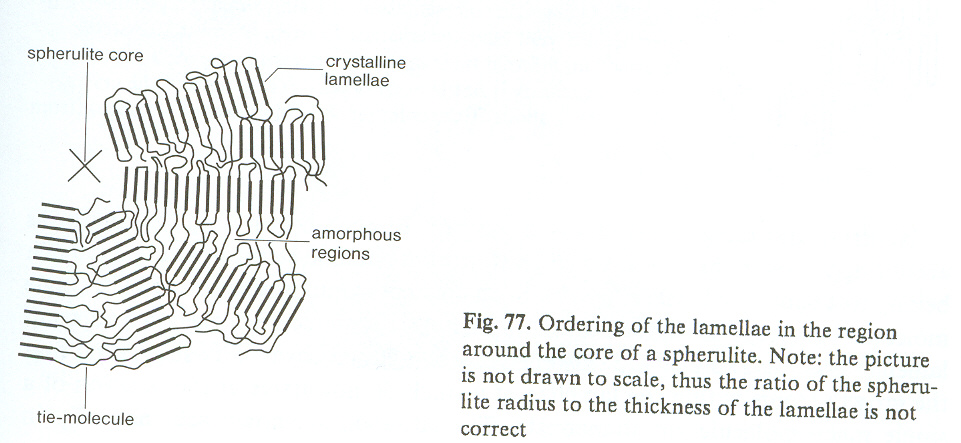 spherulite core
crystalline
lamellae
amorphous
regions
tie-molecule
Fig. 77. Ordering of the lamellae in the region
around the core of a spherulite. Note: the picture
is not drawn to scale, thus the ratio of the spheru-
lite radius to the thickness of the lamellae is not
correct